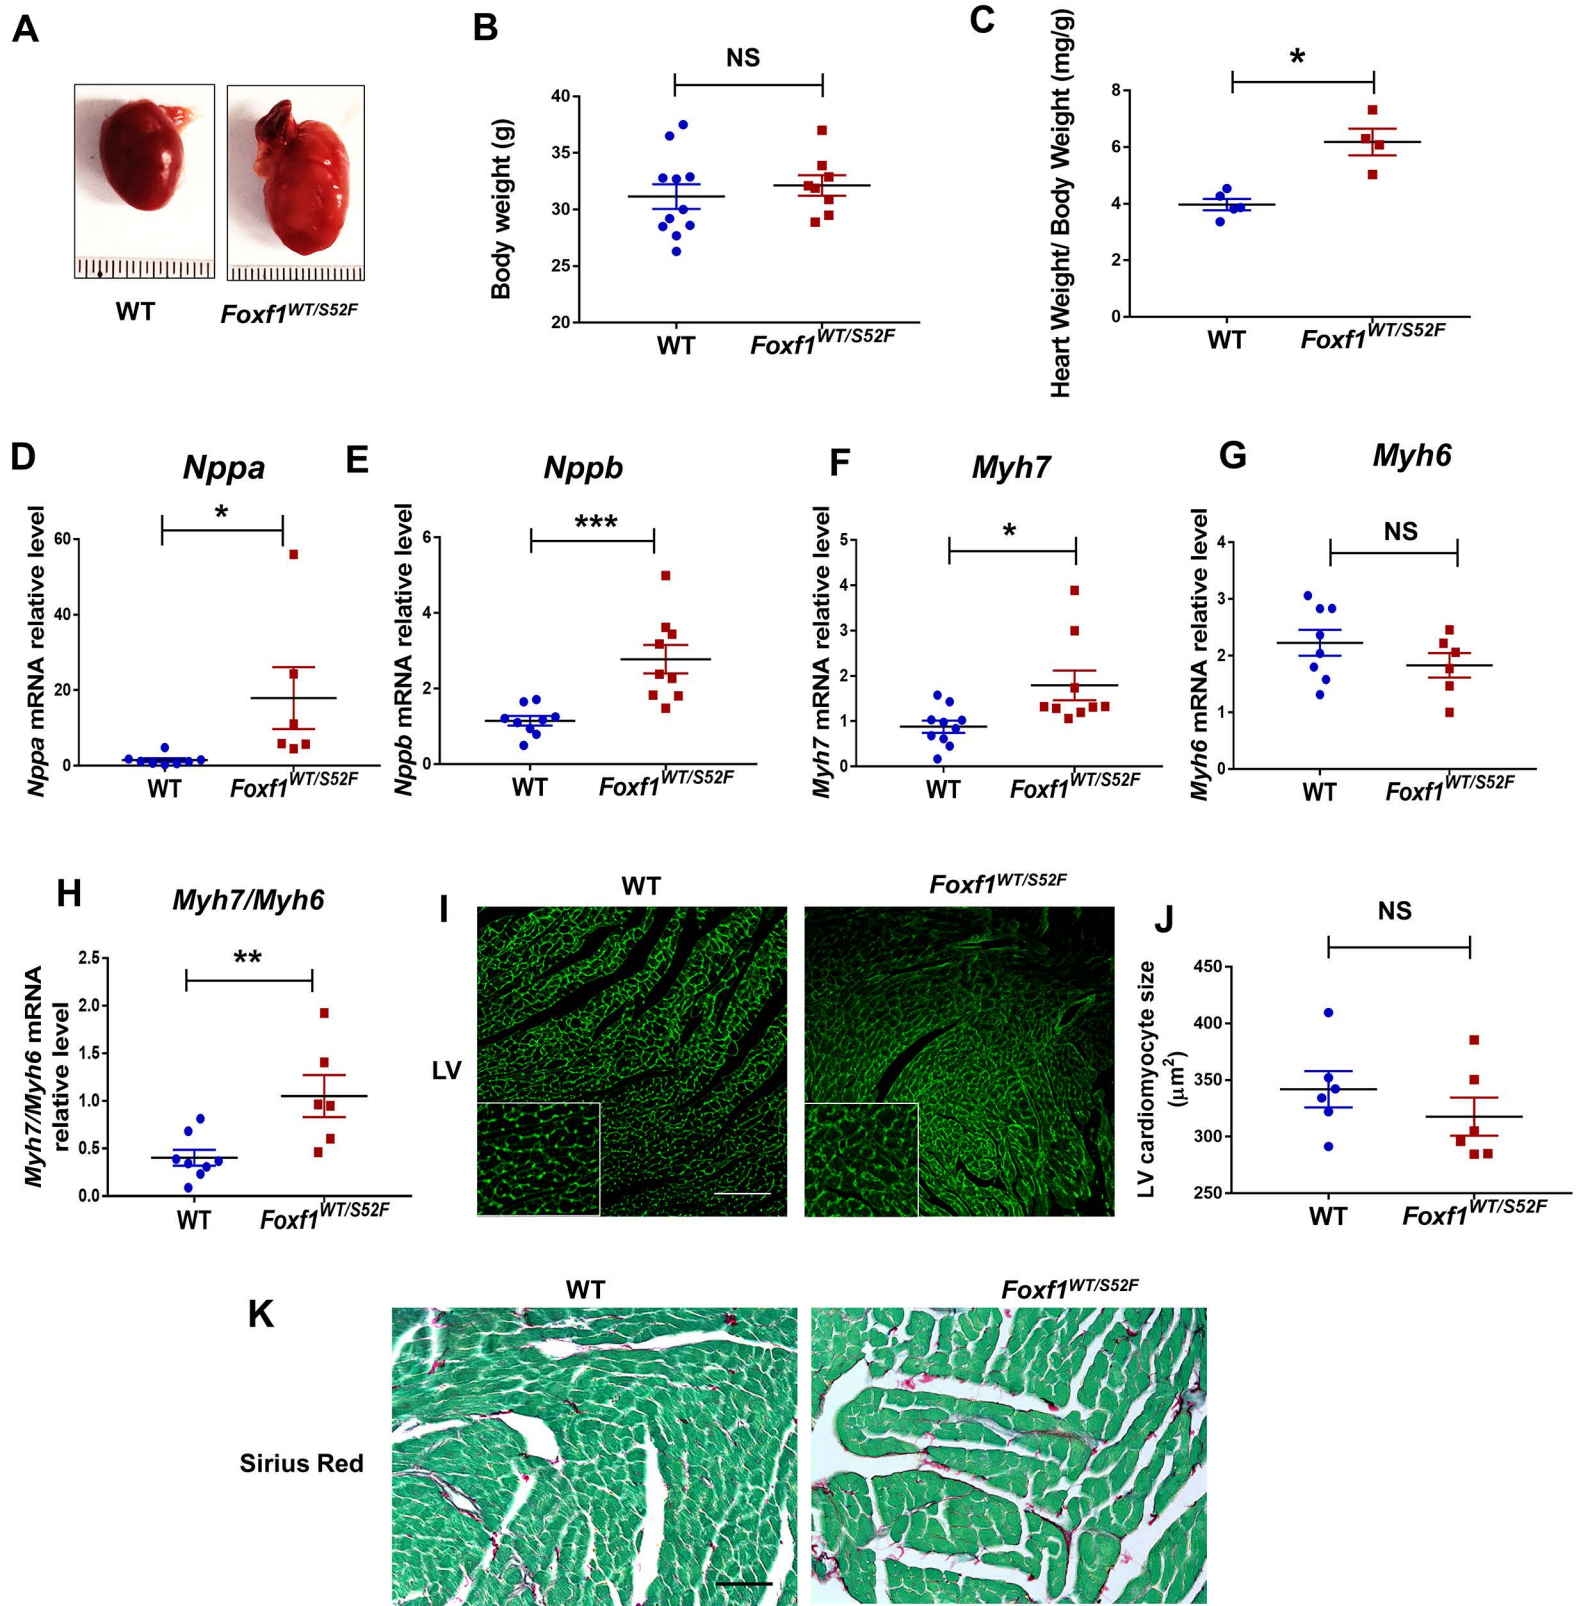 A
WT
Foxf1WT/S52F
B
NS
Body weight (g)
40
35
30
25
20
WT
Foxf1WT/S52F
C
*
Heart Weight/ Body Weight (mg/g)
8
6
4
2
0
WT
Foxf1WT/S52F
D
Nppa
*
Nppa mRNA relative level
60
40
20
0
WT
Foxf1WT/S52F
E
Nppb
***
Nppb mRNA relative level
6
4
2
0
WT
Foxf1WT/S52F
F
Myh7
*
Myh7 mRNA relative level
5
4
3
2
1
0
WT
Foxf1WT/S52F
G
Myh6
NS
Myh6 mRNA relative level
4
3
2
1
0
WT
Foxf1WT/S52F
H
Myh7/Myh6
**
Myh7/Myh6 mRNA
relative level
2.5
2.0
1.5
1.0
0.5
0.0
WT
Foxf1WT/S52F
I
WT
Foxf1WT/S52F
LV
J
NS
LV cardiomyocyte size
(µm2)
450
400
350
300
250
WT
Foxf1WT/S52F
K
WT
Foxf1WT/S52F
Sirius Red